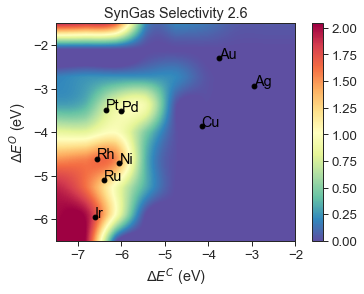 SynGas Selectivity 2.6
ΔE^O (eV)
−2
−3
−4
−5
−6
Au
Ag
Pt
Pd
Cu
Rh
Ni
Ru
Ir
−7
−6
−5
−4
−3
−2
ΔE^C (eV)
2.00
1.75
1.50
1.25
1.00
0.75
0.50
0.25
0.00